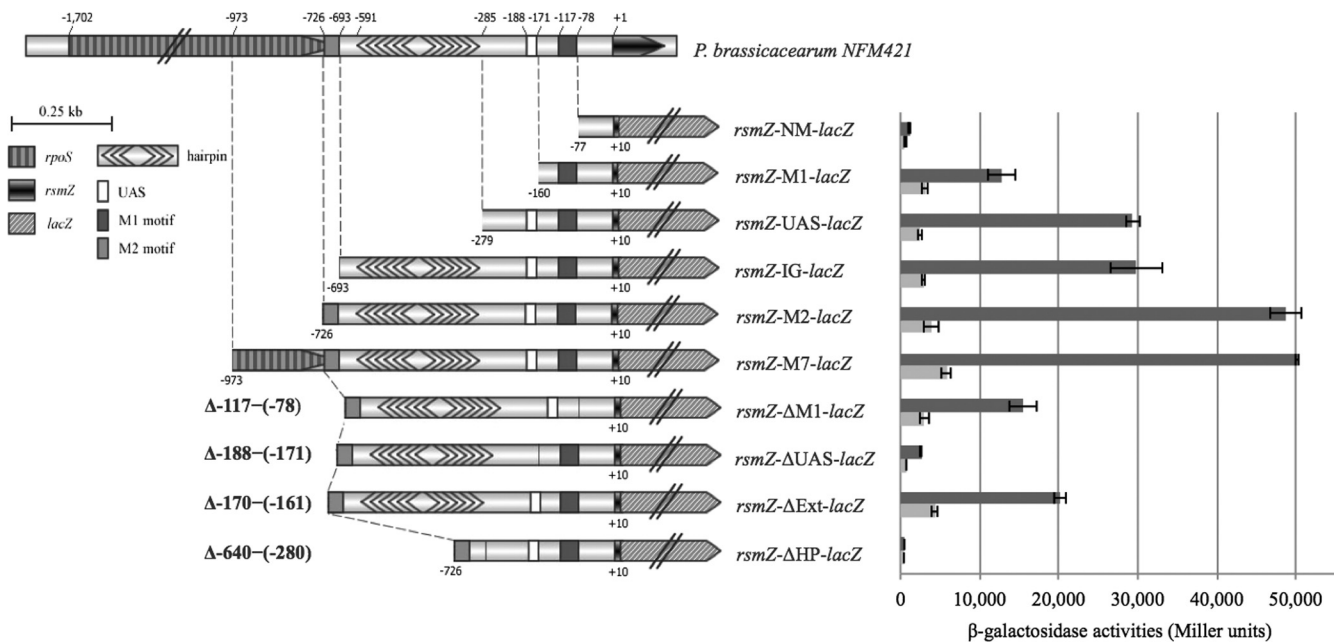 -1,702 -973 -726 -693 -591 -285 -188 -171 -117 -78 +1
P. brassicacearum NFM421
0.25 kb
rpoS hairpin
rsmZ UAS
lacZ M1 motif
M2 motif
rsmZ-NM-lacZ
-77 +10
rsmZ-M1-lacZ
-160 +10
rsmZ-UAS-lacZ
-279 +10
rsmZ-IG-lacZ
-693 +10
rsmZ-M2-lacZ
-726 +10
rsmZ-M7-lacZ
-973 +10
Δ-117–(-78) rsmZ-ΔM1-lacZ
+10
Δ-188–(-171) rsmZ-ΔUAS-lacZ
+10
Δ-170–(-161) rsmZ-ΔExt-lacZ
+10
Δ-640–(-280) rsmZ-ΔHP-lacZ
-726 +10
0 10,000 20,000 30,000 40,000 50,000
β-galactosidase activities (Miller units)